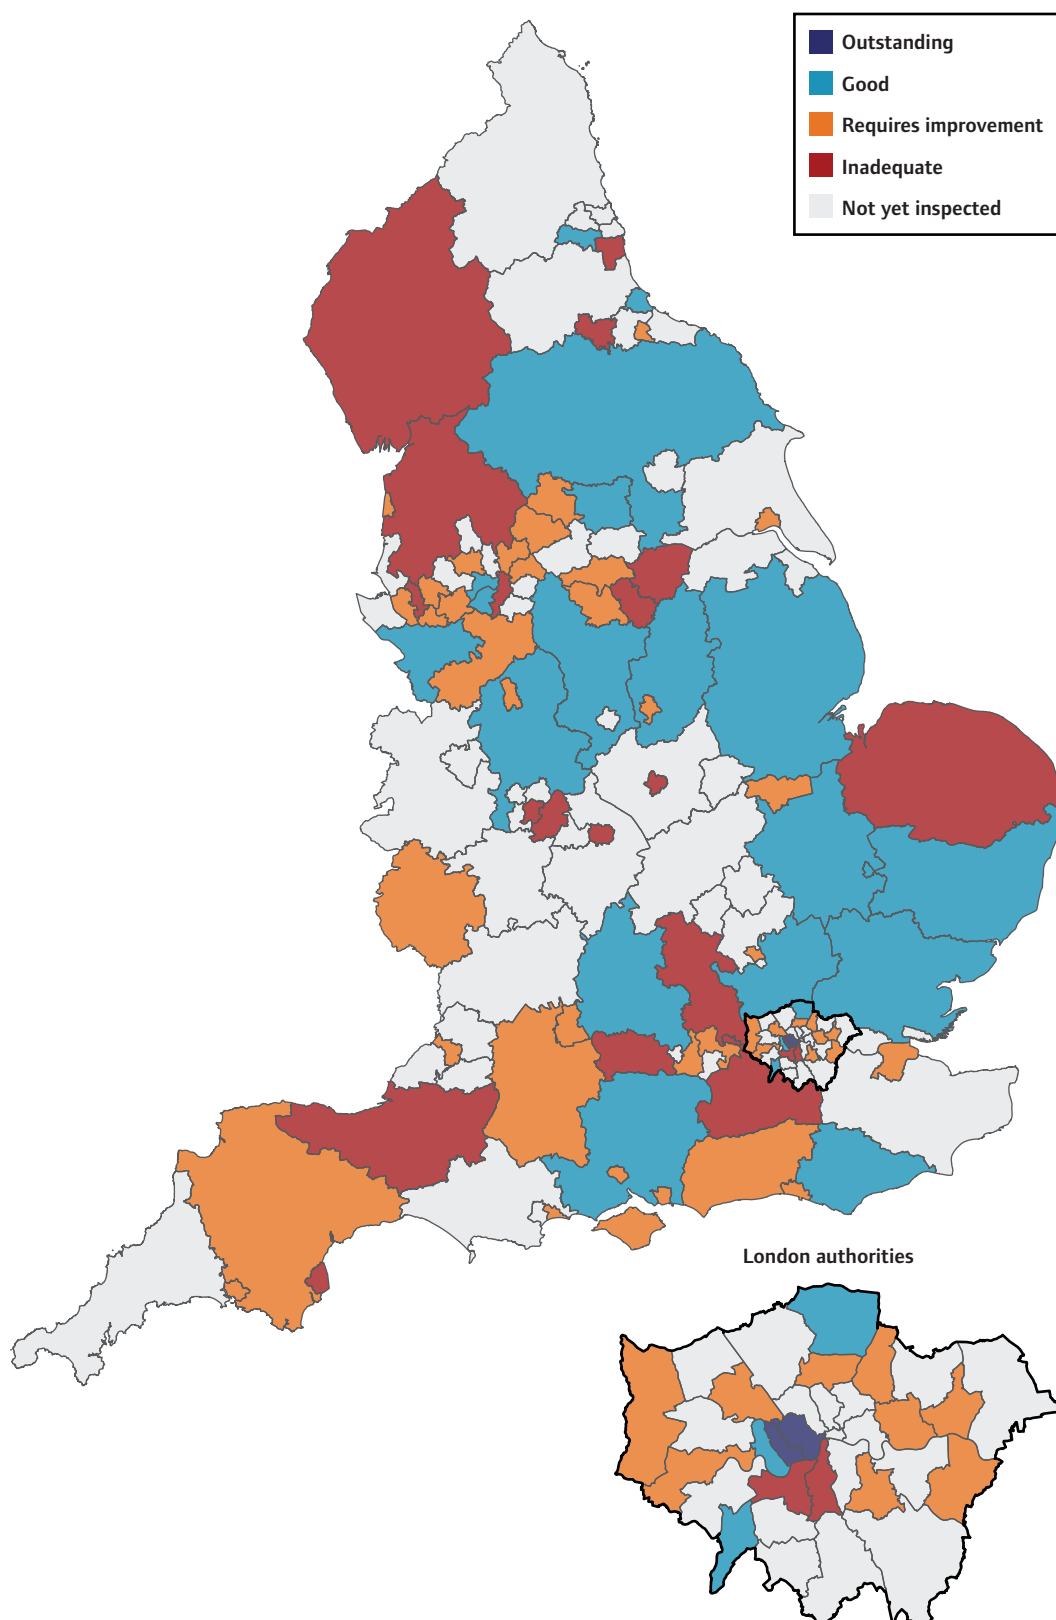 Outstanding
Good
Requires improvement
Inadequate
Not yet inspected
London authorities